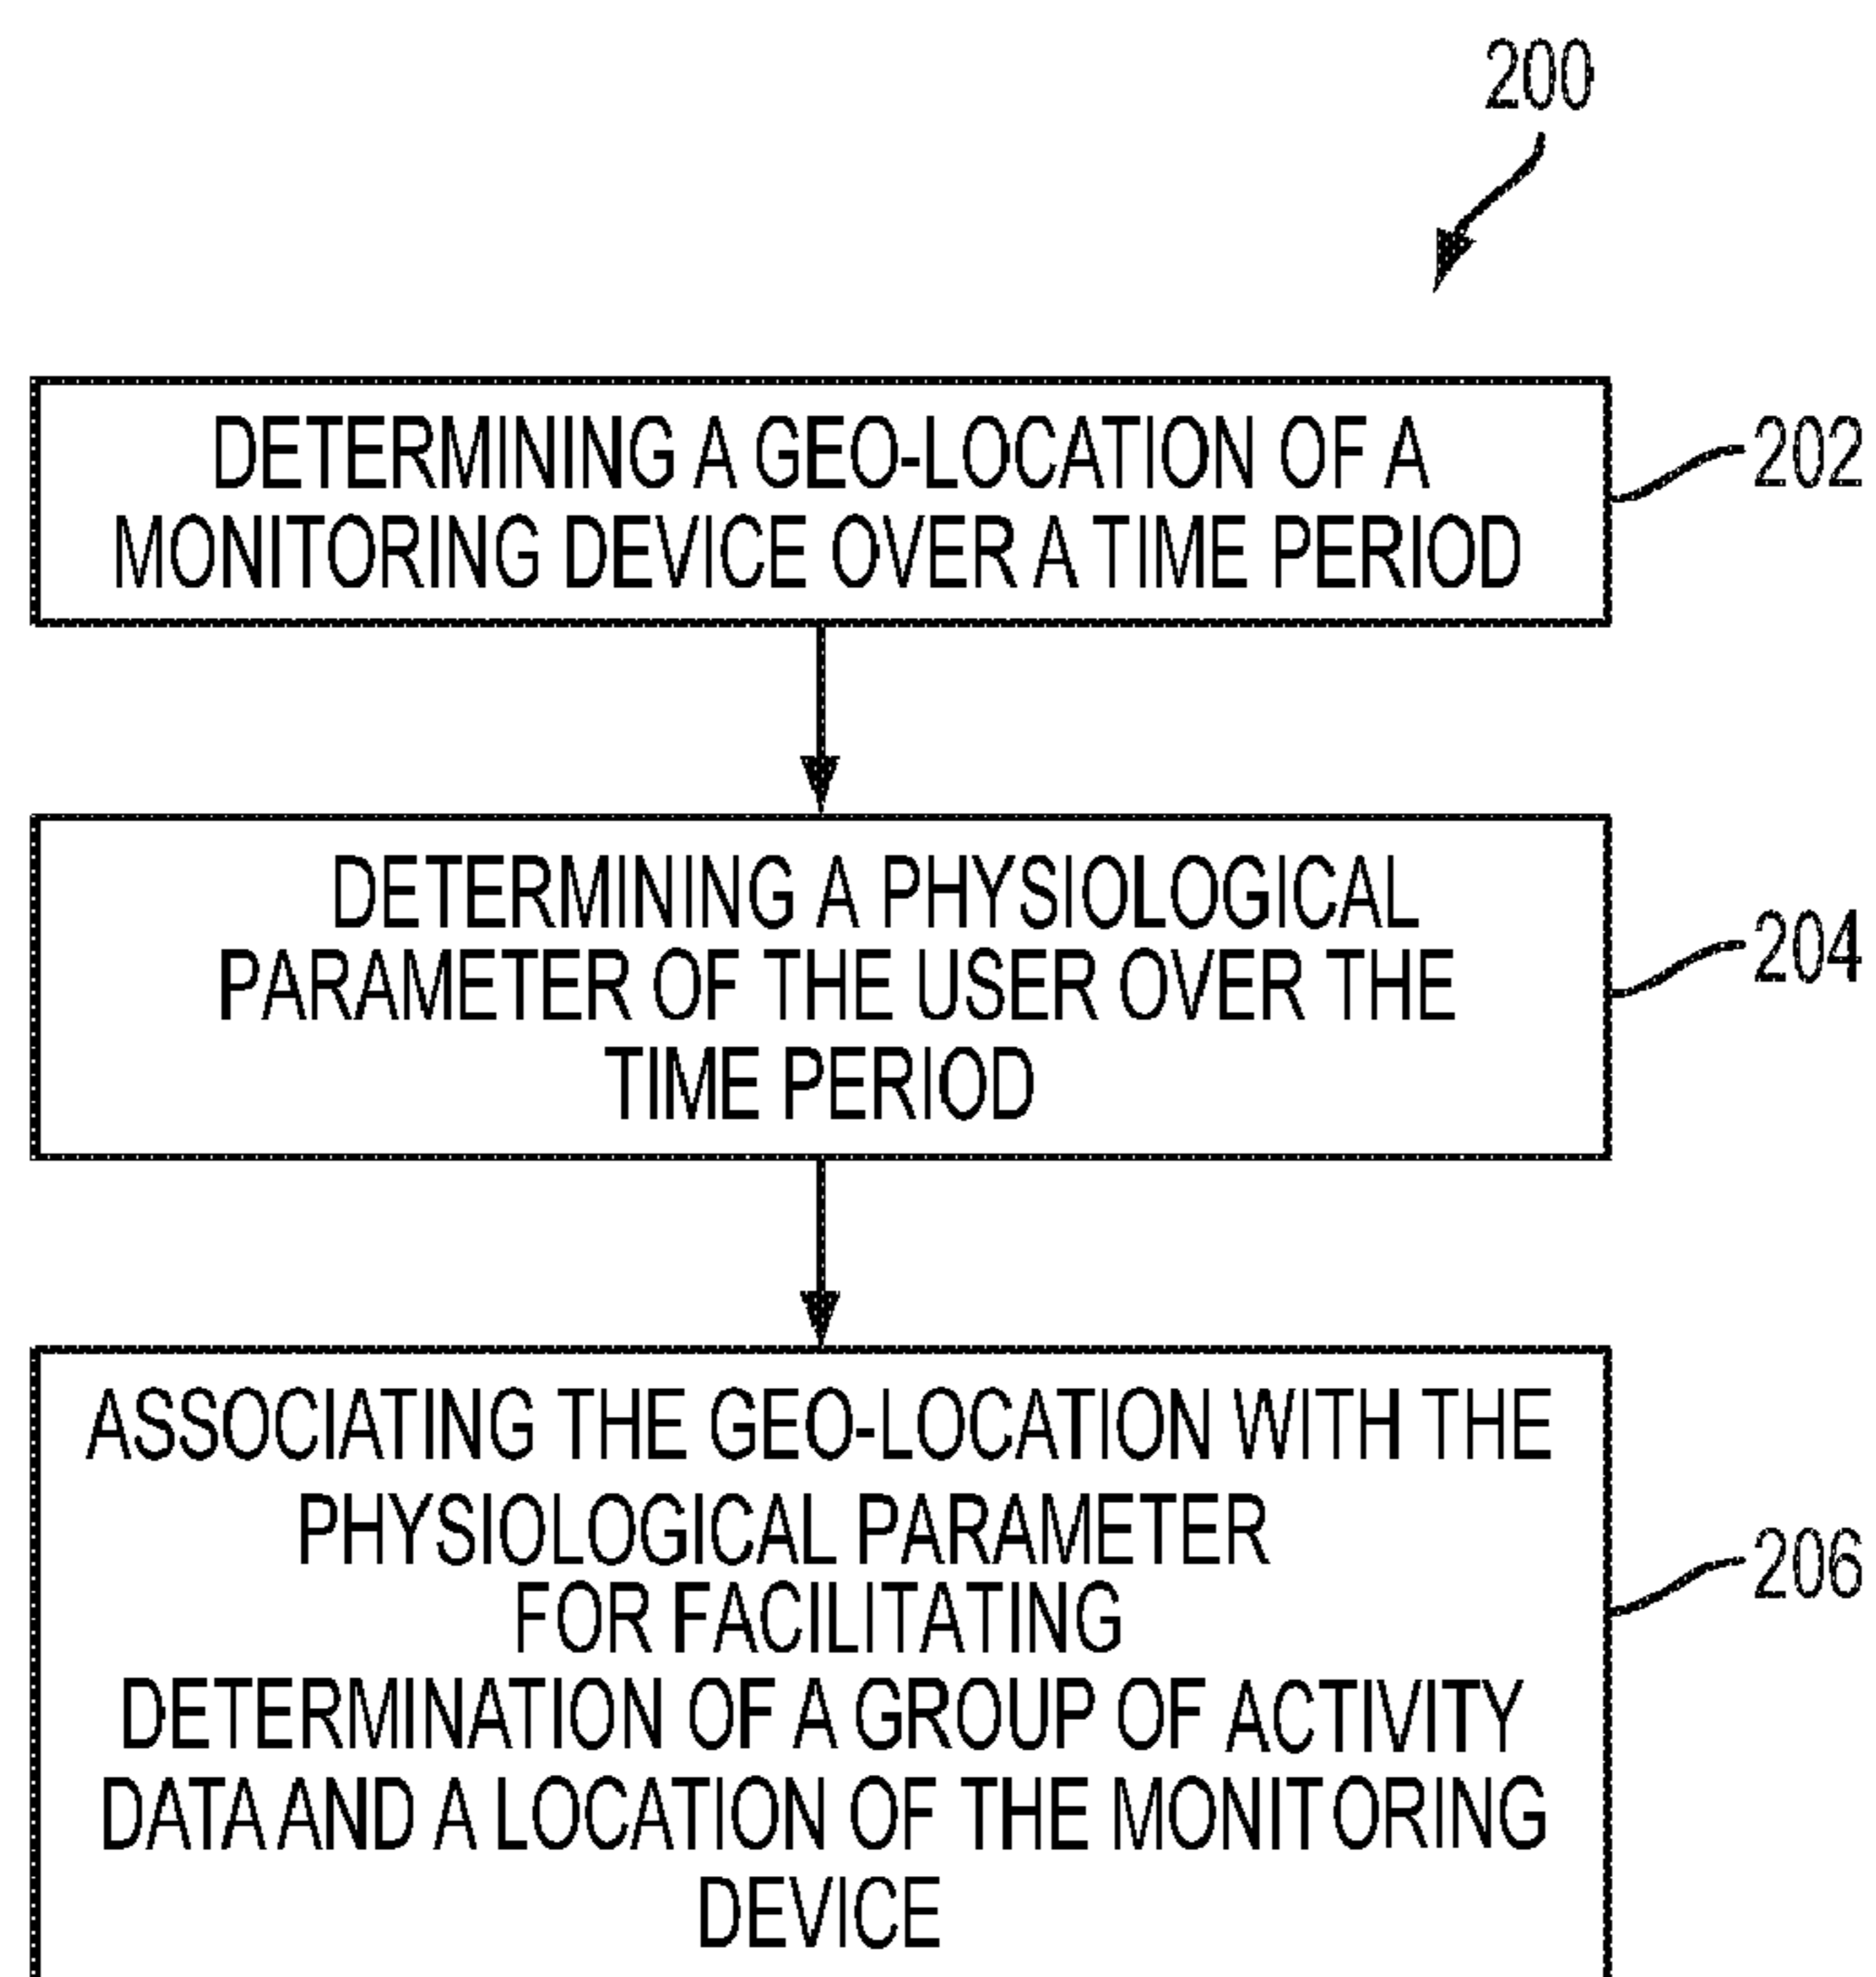 200
DETERMINING A GEO-LOCATION OF A
MONITORING DEVICE OVER A TIME PERIOD
202
DETERMINING A PHYSIOLOGICAL
PARAMETER OF THE USER OVER THE
TIME PERIOD
204
ASSOCIATING THE GEO-LOCATION WITH THE
PHYSIOLOGICAL PARAMETER
FOR FACILITATING
DETERMINATION OF A GROUP OF ACTIVITY
DATA AND A LOCATION OF THE MONITORING
DEVICE
206